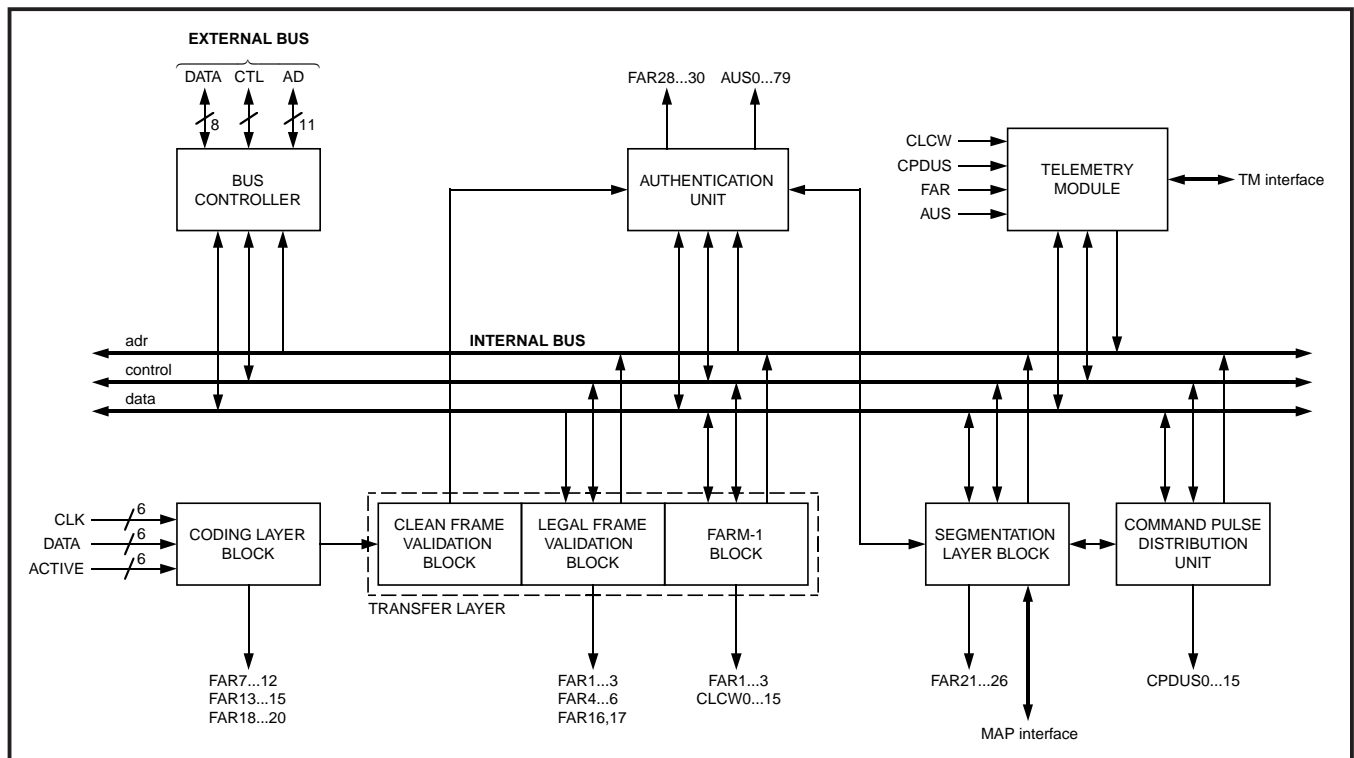 EXTERNAL BUS
DATA CTL AD
8
11
BUS
CONTROLLER
FAR28...30 AUS0...79
AUTHENTICATION
UNIT
CLCW
CPDUS
FAR
AUS
TELEMETRY
MODULE
TM interface
adr
INTERNAL BUS
control
data
CLK
6
DATA
6
ACTIVE
6
CODING LAYER
BLOCK
CLEAN FRAME
VALIDATION
BLOCK
LEGAL FRAME
VALIDATION
BLOCK
FARM-1
BLOCK
TRANSFER LAYER
SEGMENTATION
LAYER BLOCK
COMMAND PULSE
DISTRIBUTION
UNIT
FAR7...12
FAR13...15
FAR18...20
FAR1...3
FAR4...6
FAR16,17
FAR1...3
CLCW0...15
FAR21...26
MAP interface
CPDUS0...15